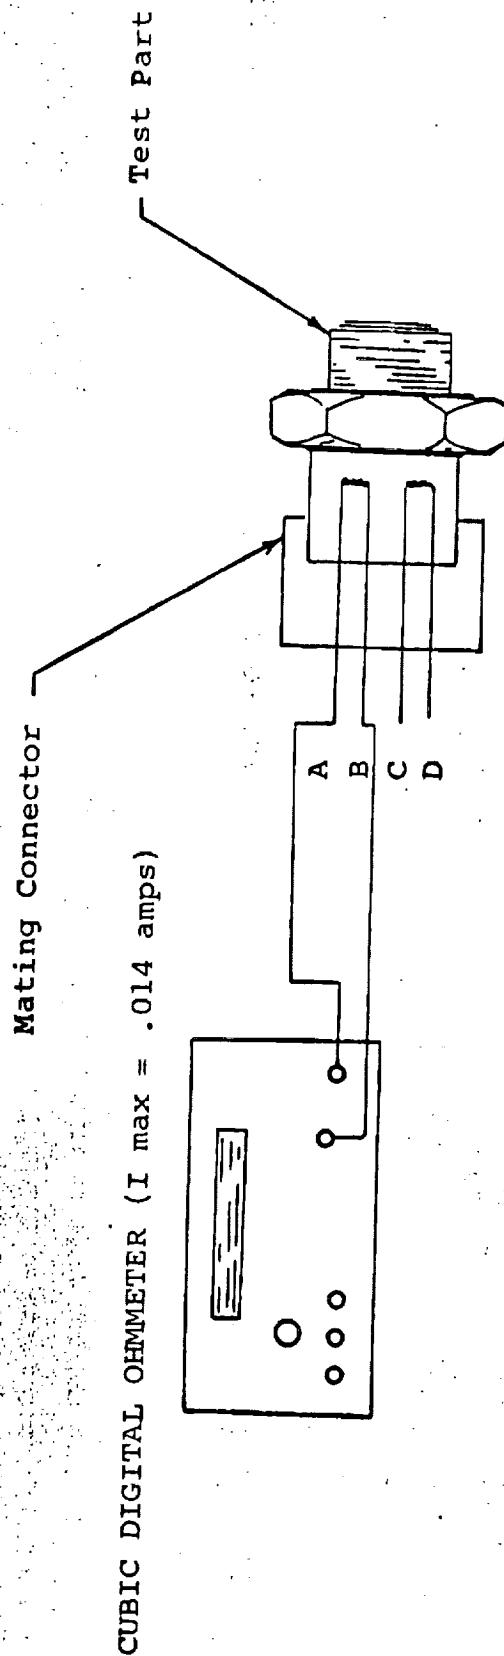 Mating Connector
Test Part
CUBIC DIGITAL OHMMETER (I max = .014 amps)
A
B
C
D